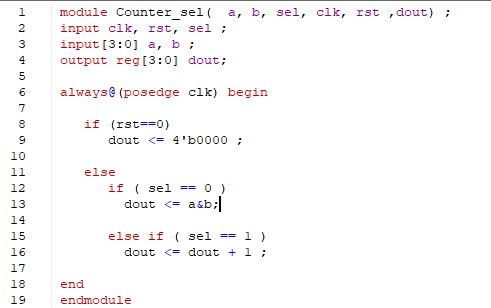 1 module Counter_sel(  a, b, sel, clk, rst ,dout) ;
2 input clk, rst, sel ;
3 input[3:0] a, b ;
4 output reg[3:0] dout;
5
6 always@(posedge clk) begin
7
8    if (rst==0)
9       dout <= 4'b0000 ;
10
11    else
12       if ( sel == 0 )
13         dout <= a&b;
14
15       else if ( sel == 1 )
16         dout <= dout + 1 ;
17
18 end
19 endmodule